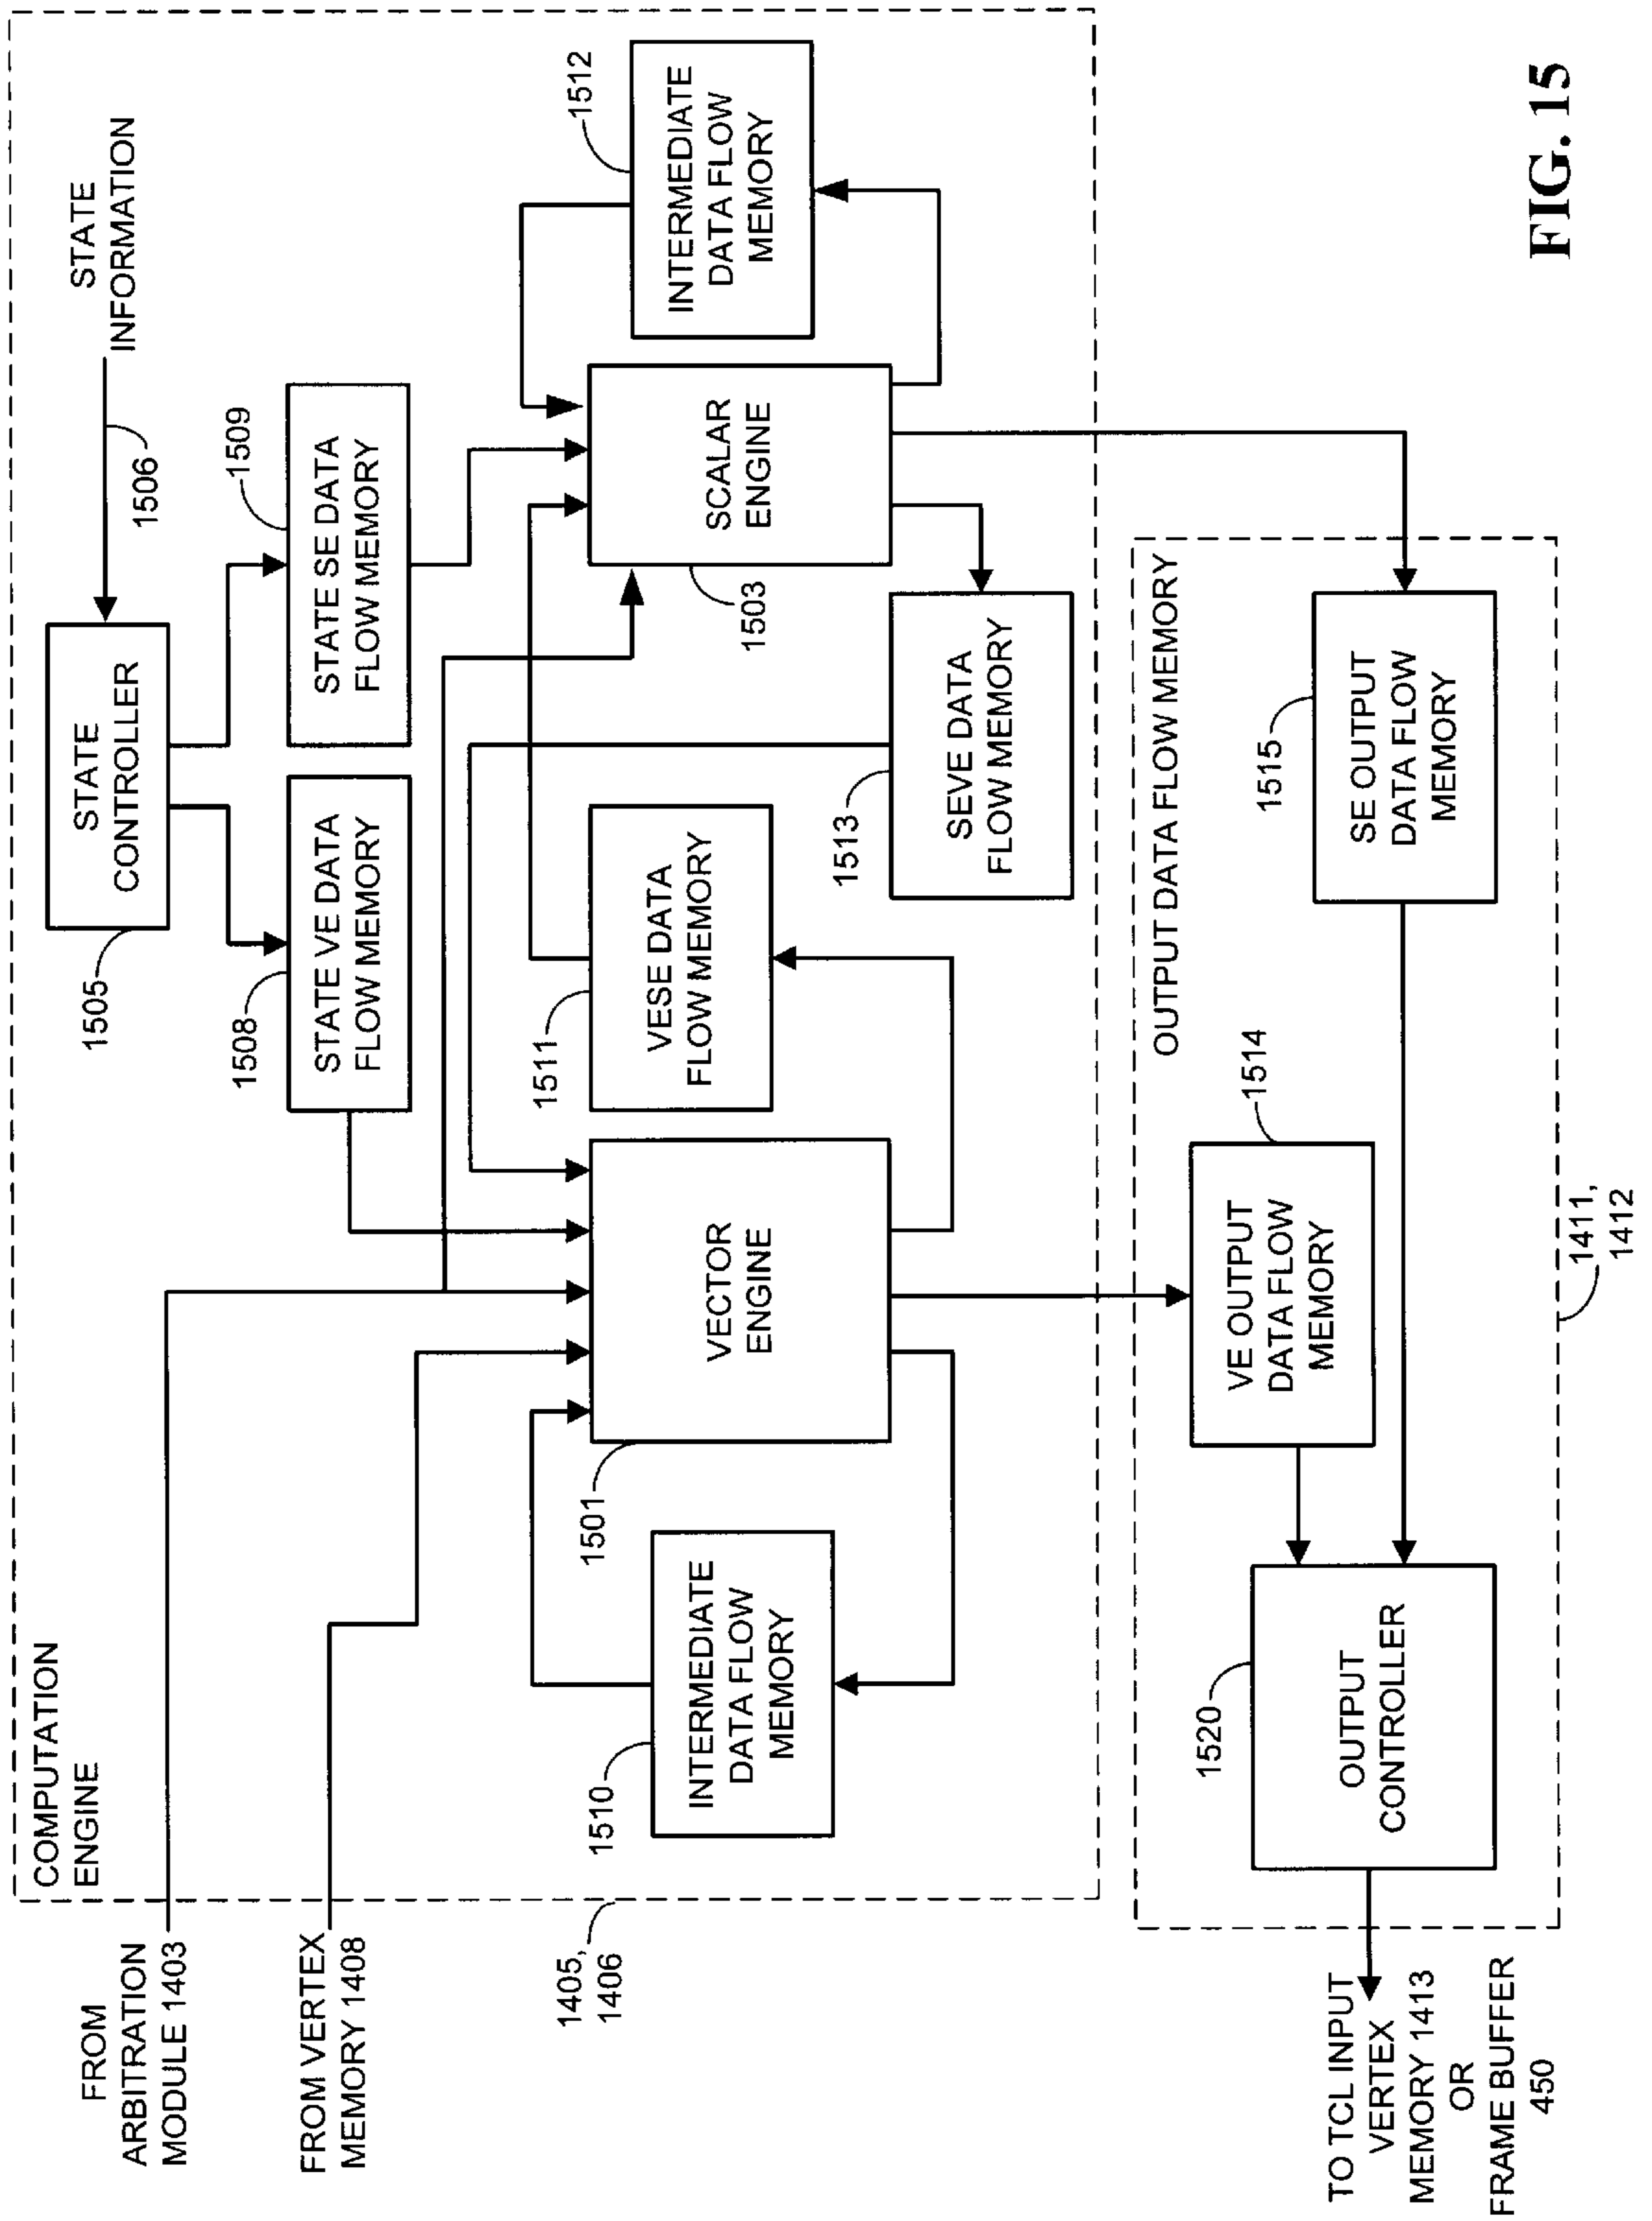 COMPUTATION
ENGINE
FROM
ARBITRATION
MODULE 1403
FROM VERTEX
MEMORY 1408
1405,
1406
STATE
INFORMATION
1506
STATE
CONTROLLER
1505
STATE VE DATA
FLOW MEMORY
1508
STATE SE DATA
FLOW MEMORY
1509
INTERMEDIATE
DATA FLOW
MEMORY
1510
VECTOR
ENGINE
1501
VESE DATA
FLOW MEMORY
1511
SCALAR
ENGINE
1503
INTERMEDIATE
DATA FLOW
MEMORY
1512
SEVE DATA
FLOW MEMORY
1513
OUTPUT DATA FLOW MEMORY
VE OUTPUT
DATA FLOW
MEMORY
1514
SE OUTPUT
DATA FLOW
MEMORY
1515
OUTPUT
CONTROLLER
1520
TO TCL INPUT
VERTEX
MEMORY 1413
OR
FRAME BUFFER
450
1411,
1412
FIG. 15